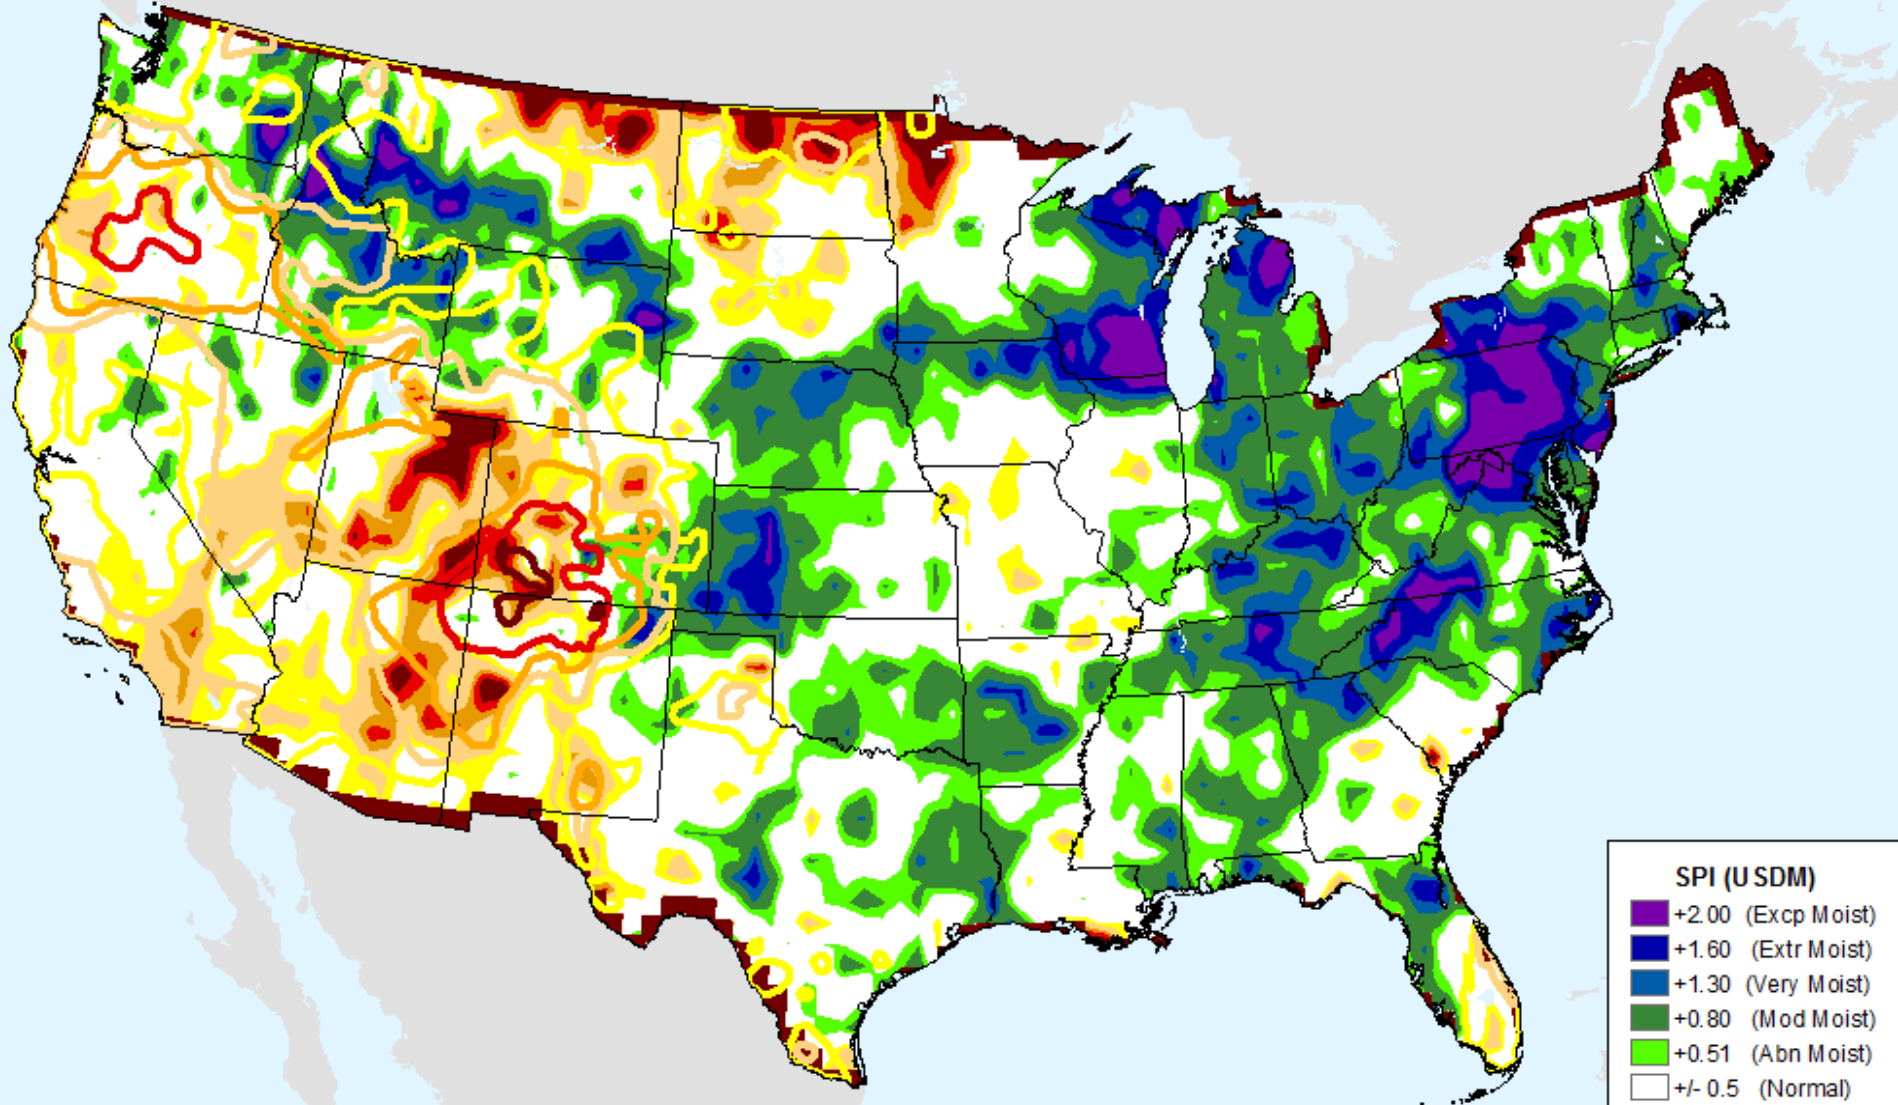 SPI (USDM)
+2.00 (Excp Moist)
+1.60 (Extr Moist)
+1.30 (Very Moist)
+0.80 (Mod Moist)
+0.51 (Abn Moist)
+/- 0.5 (Normal)